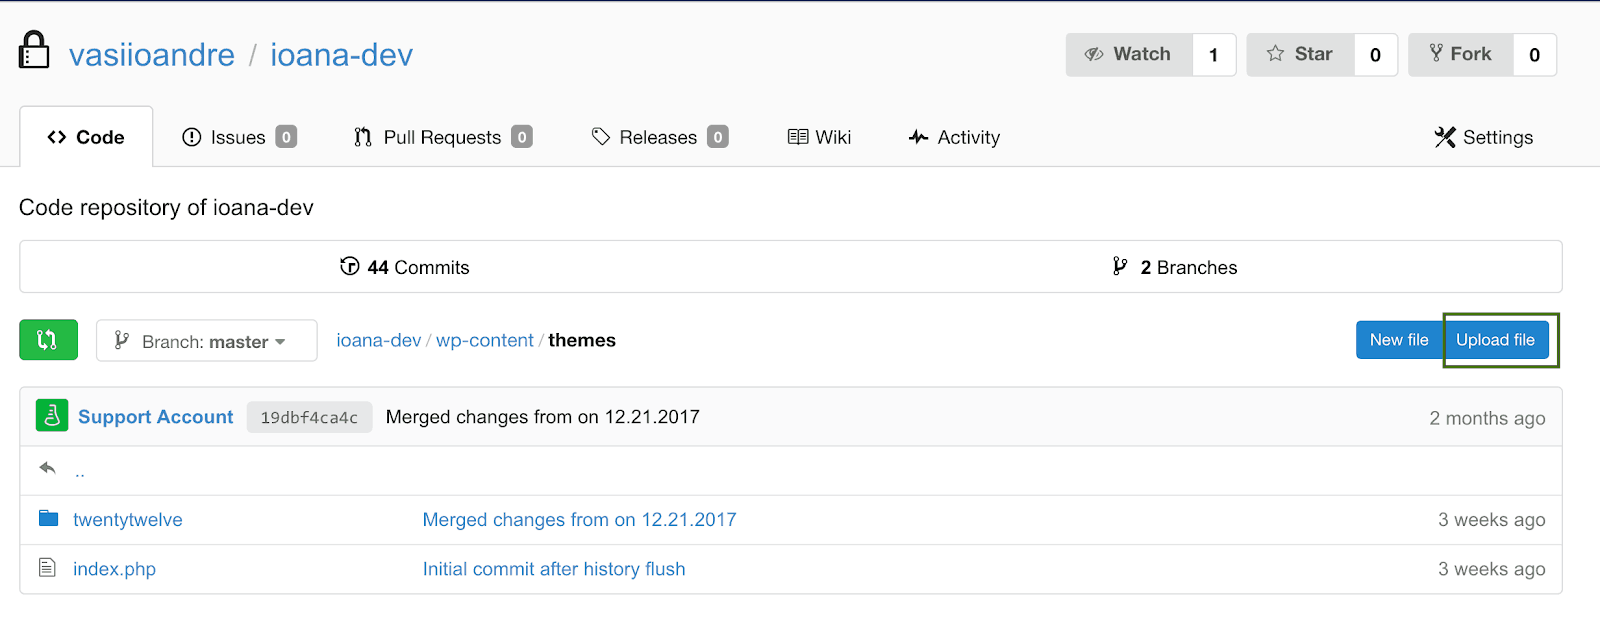 vasiioandre / ioana-dev Watch 1 Star 0 Fork 0
Code Issues 0 Pull Requests 0 Releases 0 Wiki Activity Settings
Code repository of ioana-dev
44 Commits 2 Branches
Branch: master ioana-dev / wp-content / themes New file Upload file
Support Account 19dbf4ca4c Merged changes from on 12.21.2017 2 months ago
..
twentytwelve Merged changes from on 12.21.2017 3 weeks ago
index.php Initial commit after history flush 3 weeks ago